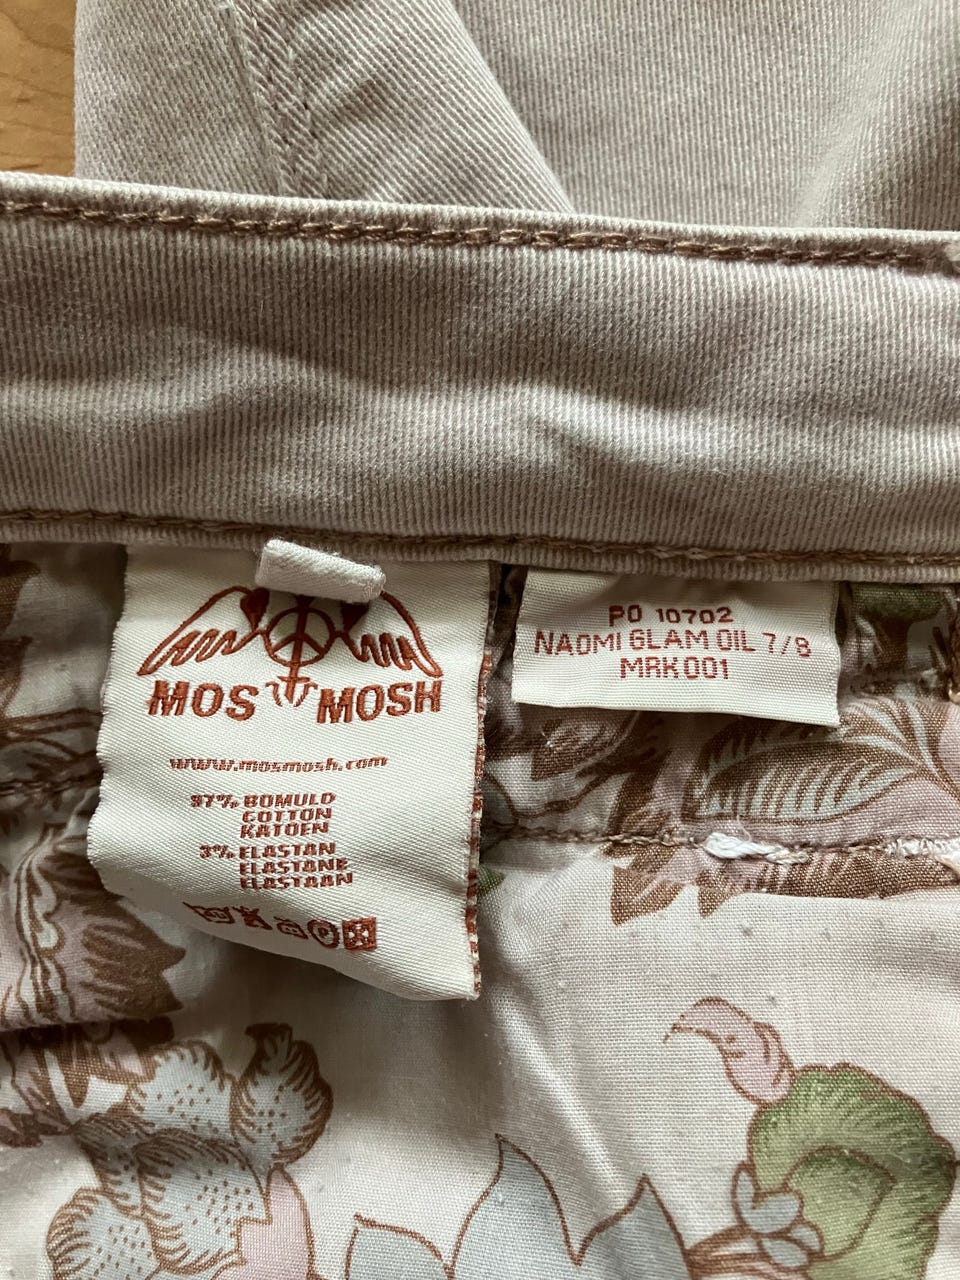 MOS MOSH
www.mosmosh.com
97% BOMULD
COTTON
KATOEN
3% ELASTAN
ELASTANE
ELASTAAN
PO 10702
NAOMI GLAM OIL 7/8
MRK001